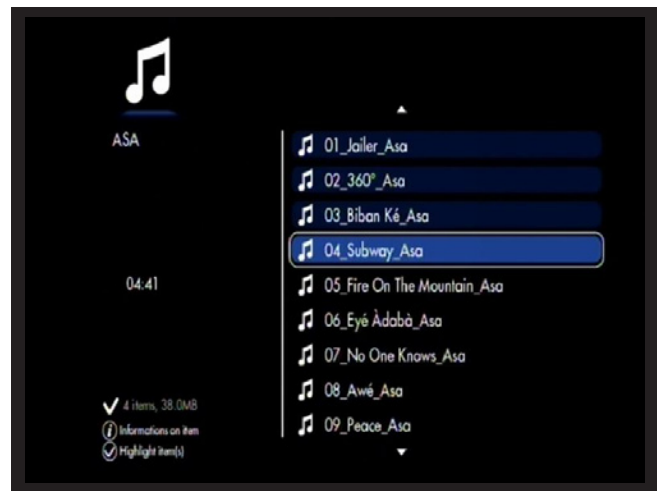 ASA
04:41
✓ 4 items, 38.0MB
Informations on item
Highlight item(s)
01_Jailer_Asa
02_360°_Asa
03_Biban Ké_Asa
04_Subway_Asa
05_Fire On The Mountain_Asa
06_Eyé Àdabà_Asa
07_No One Knows_Asa
08_Awé_Asa
09_Peace_Asa